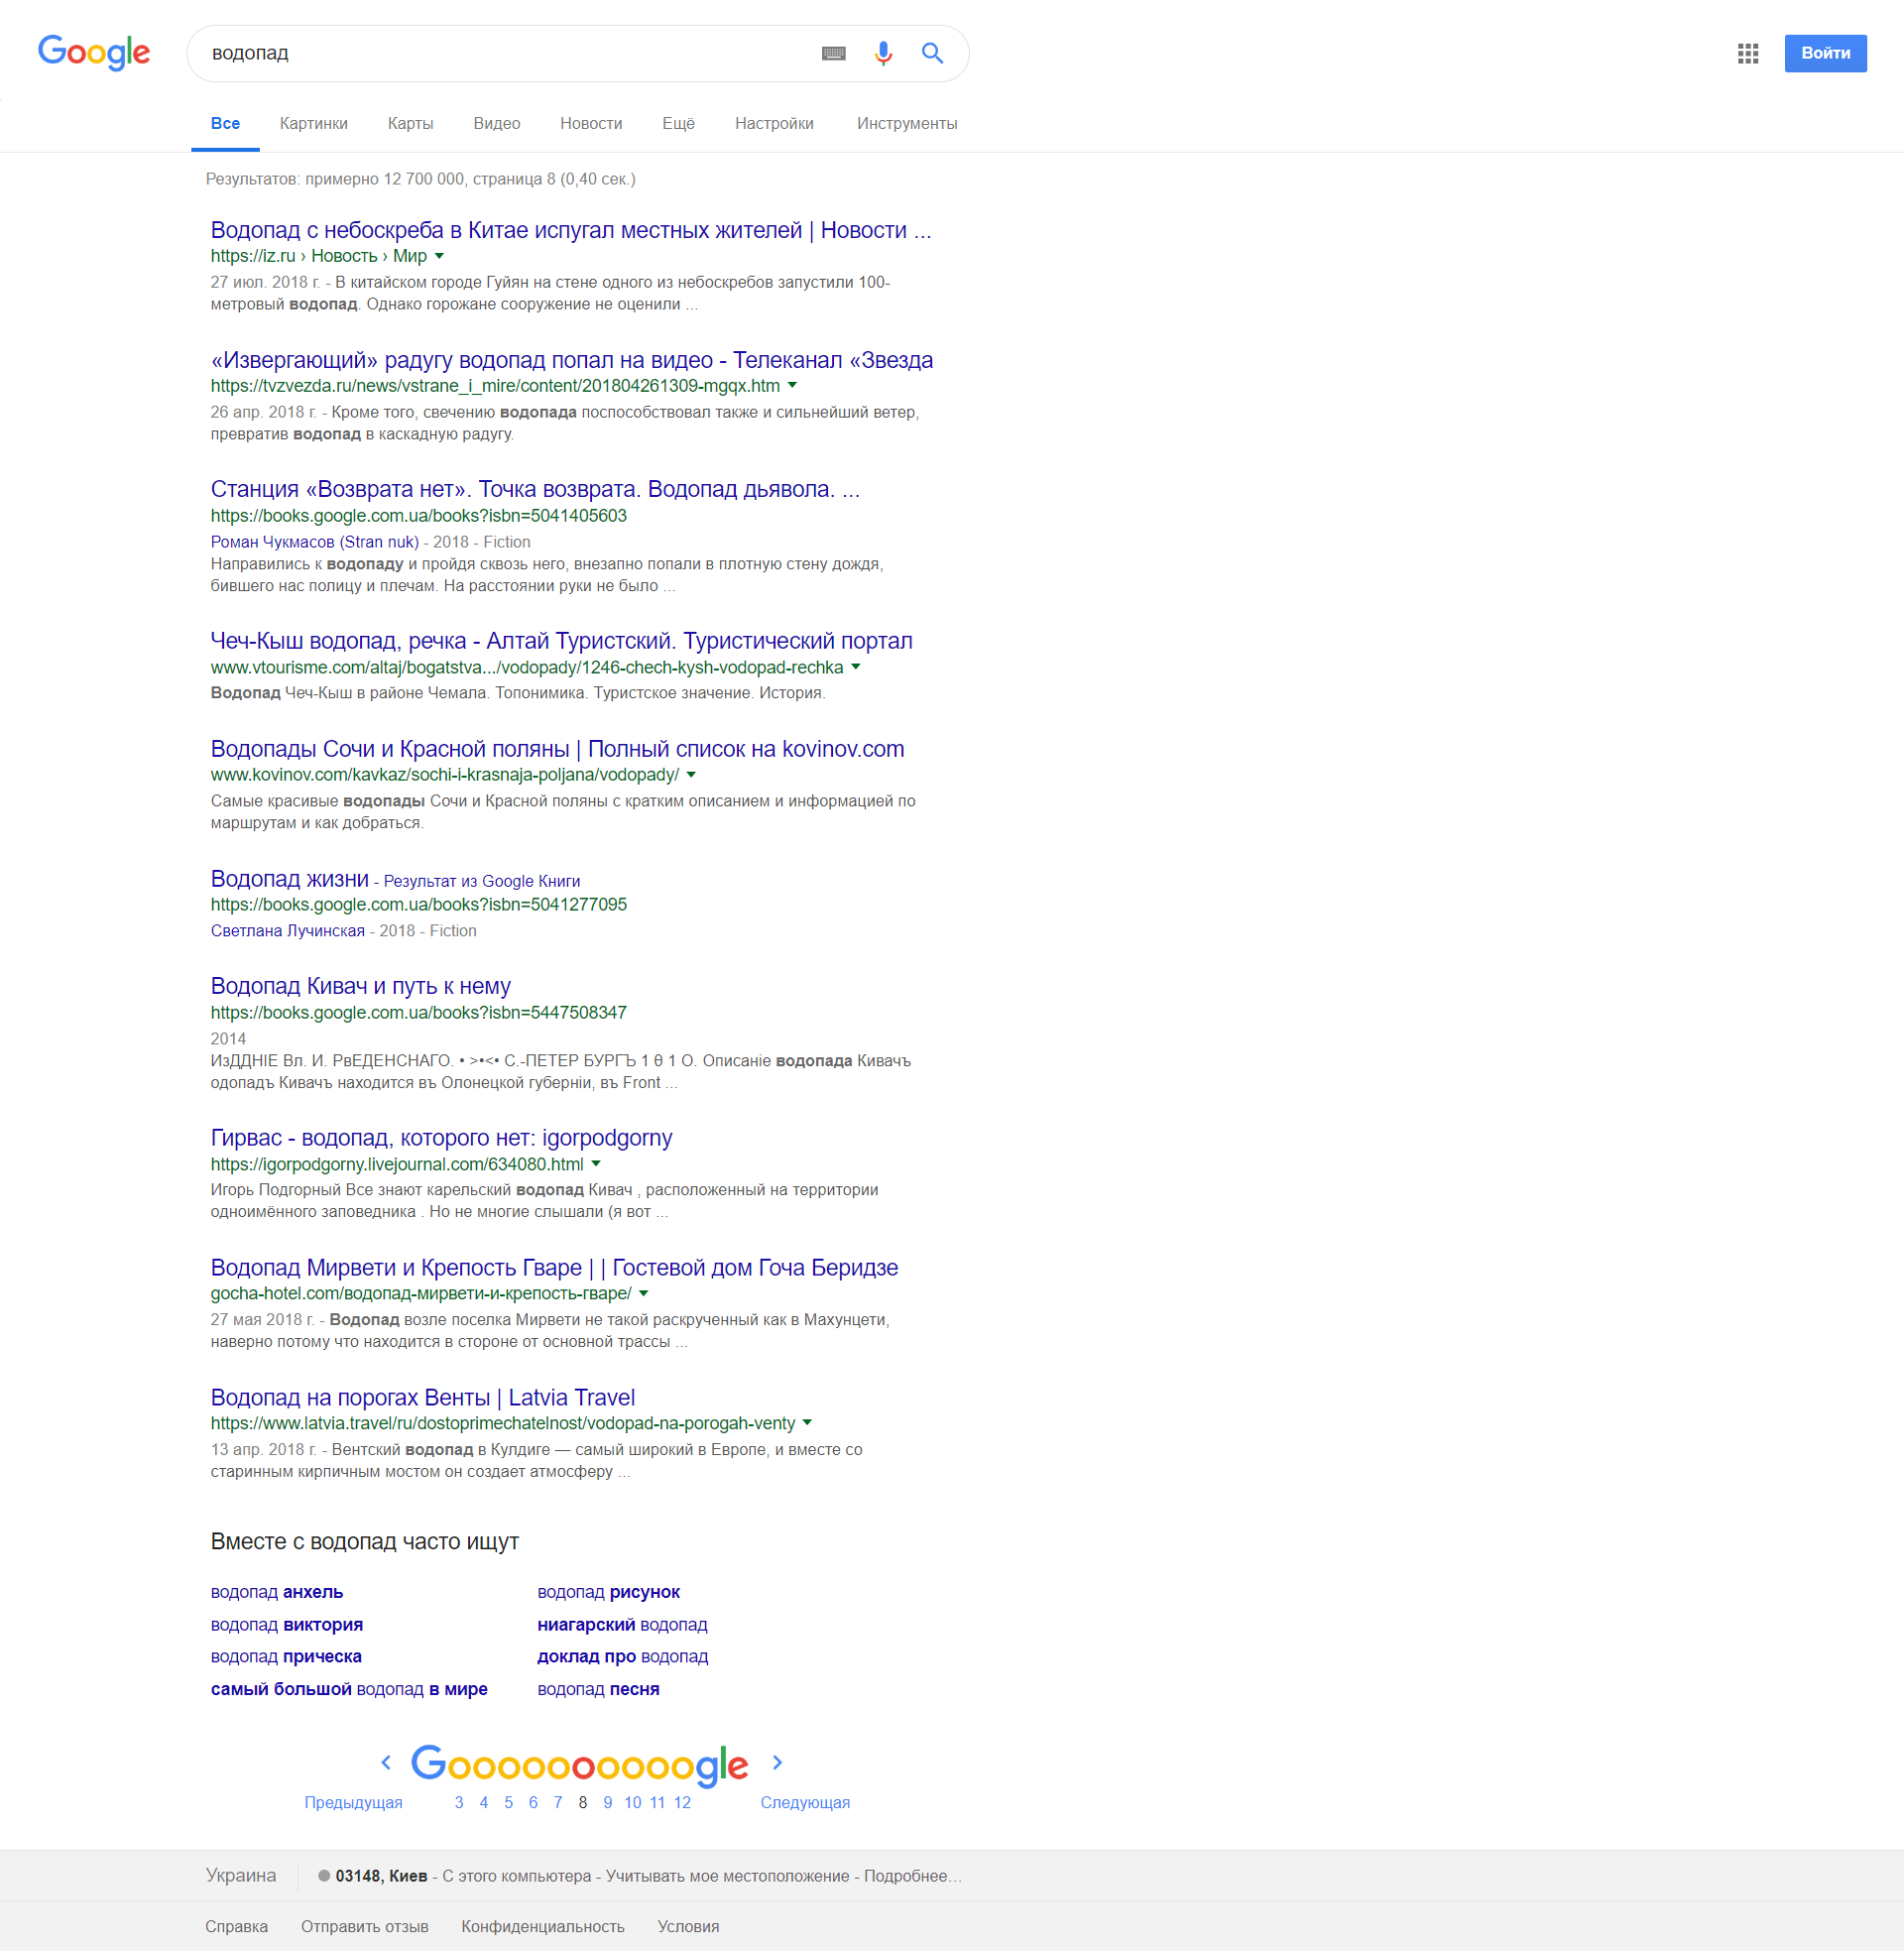 Google
водопад
Войти
Все Картинки Карты Видео Новости Ещё Настройки Инструменты
Результатов: примерно 12 700 000, страница 8 (0,40 сек.)
Водопад с небоскреба в Китае испугал местных жителей | Новости ...
https://iz.ru › Новость › Мир
27 июл. 2018 г. - В китайском городе Гуйян на стене одного из небоскребов запустили 100-
метровый водопад. Однако горожане сооружение не оценили ...
«Извергающий» радугу водопад попал на видео - Телеканал «Звезда
https://tvzvezda.ru/news/vstrane_i_mire/content/201804261309-mgqx.htm
26 апр. 2018 г. - Кроме того, свечению водопада поспособствовал также и сильнейший ветер,
превратив водопад в каскадную радугу.
Станция «Возврата нет». Точка возврата. Водопад дьявола. ...
https://books.google.com.ua/books?isbn=5041405603
Роман Чукмасов (Stran nuk) - 2018 - Fiction
Направились к водопаду и пройдя сквозь него, внезапно попали в плотную стену дождя,
бившего нас полицу и плечам. На расстоянии руки не было ...
Чеч-Кыш водопад, речка - Алтай Туристский. Туристический портал
www.vtourisme.com/altaj/bogatstva.../vodopady/1246-chech-kysh-vodopad-rechka
Водопад Чеч-Кыш в районе Чемала. Топонимика. Туристское значение. История.
Водопады Сочи и Красной поляны | Полный список на kovinov.com
www.kovinov.com/kavkaz/sochi-i-krasnaja-poljana/vodopady/
Самые красивые водопады Сочи и Красной поляны с кратким описанием и информацией по
маршрутам и как добраться.
Водопад жизни - Результат из Google Книги
https://books.google.com.ua/books?isbn=5041277095
Светлана Лучинская - 2018 - Fiction
Водопад Кивач и путь к нему
https://books.google.com.ua/books?isbn=5447508347
2014
ИзДДНІЕ Вл. И. РвЕДЕНСНАГО. • >•<• С.-ПЕТЕР БУРГЪ 1 θ 1 О. Описаніе водопада Кивачъ
одопадъ Кивачъ находится въ Олонецкой губерніи, въ Front ...
Гирвас - водопад, которого нет: igorpodgorny
https://igorpodgorny.livejournal.com/634080.html
Игорь Подгорный Все знают карельский водопад Кивач , расположенный на территории
одноимённого заповедника . Но не многие слышали (я вот ...
Водопад Мирвети и Крепость Гваре | | Гостевой дом Гоча Беридзе
gocha-hotel.com/водопад-мирвети-и-крепость-гваре/
27 мая 2018 г. - Водопад возле поселка Мирвети не такой раскрученный как в Махунцети,
наверно потому что находится в стороне от основной трассы ...
Водопад на порогах Венты | Latvia Travel
https://www.latvia.travel/ru/dostoprimechatelnost/vodopad-na-porogah-venty
13 апр. 2018 г. - Вентский водопад в Кулдиге — самый широкий в Европе, и вместе со
старинным кирпичным мостом он создает атмосферу ...
Вместе с водопад часто ищут
водопад анхель водопад рисунок
водопад виктория ниагарский водопад
водопад прическа доклад про водопад
самый большой водопад в мире водопад песня
Goooooooooogle
Предыдущая 3 4 5 6 7 8 9 10 11 12 Следующая
Украина 03148, Киев - С этого компьютера - Учитывать мое местоположение - Подробнее…
Справка Отправить отзыв Конфиденциальность Условия